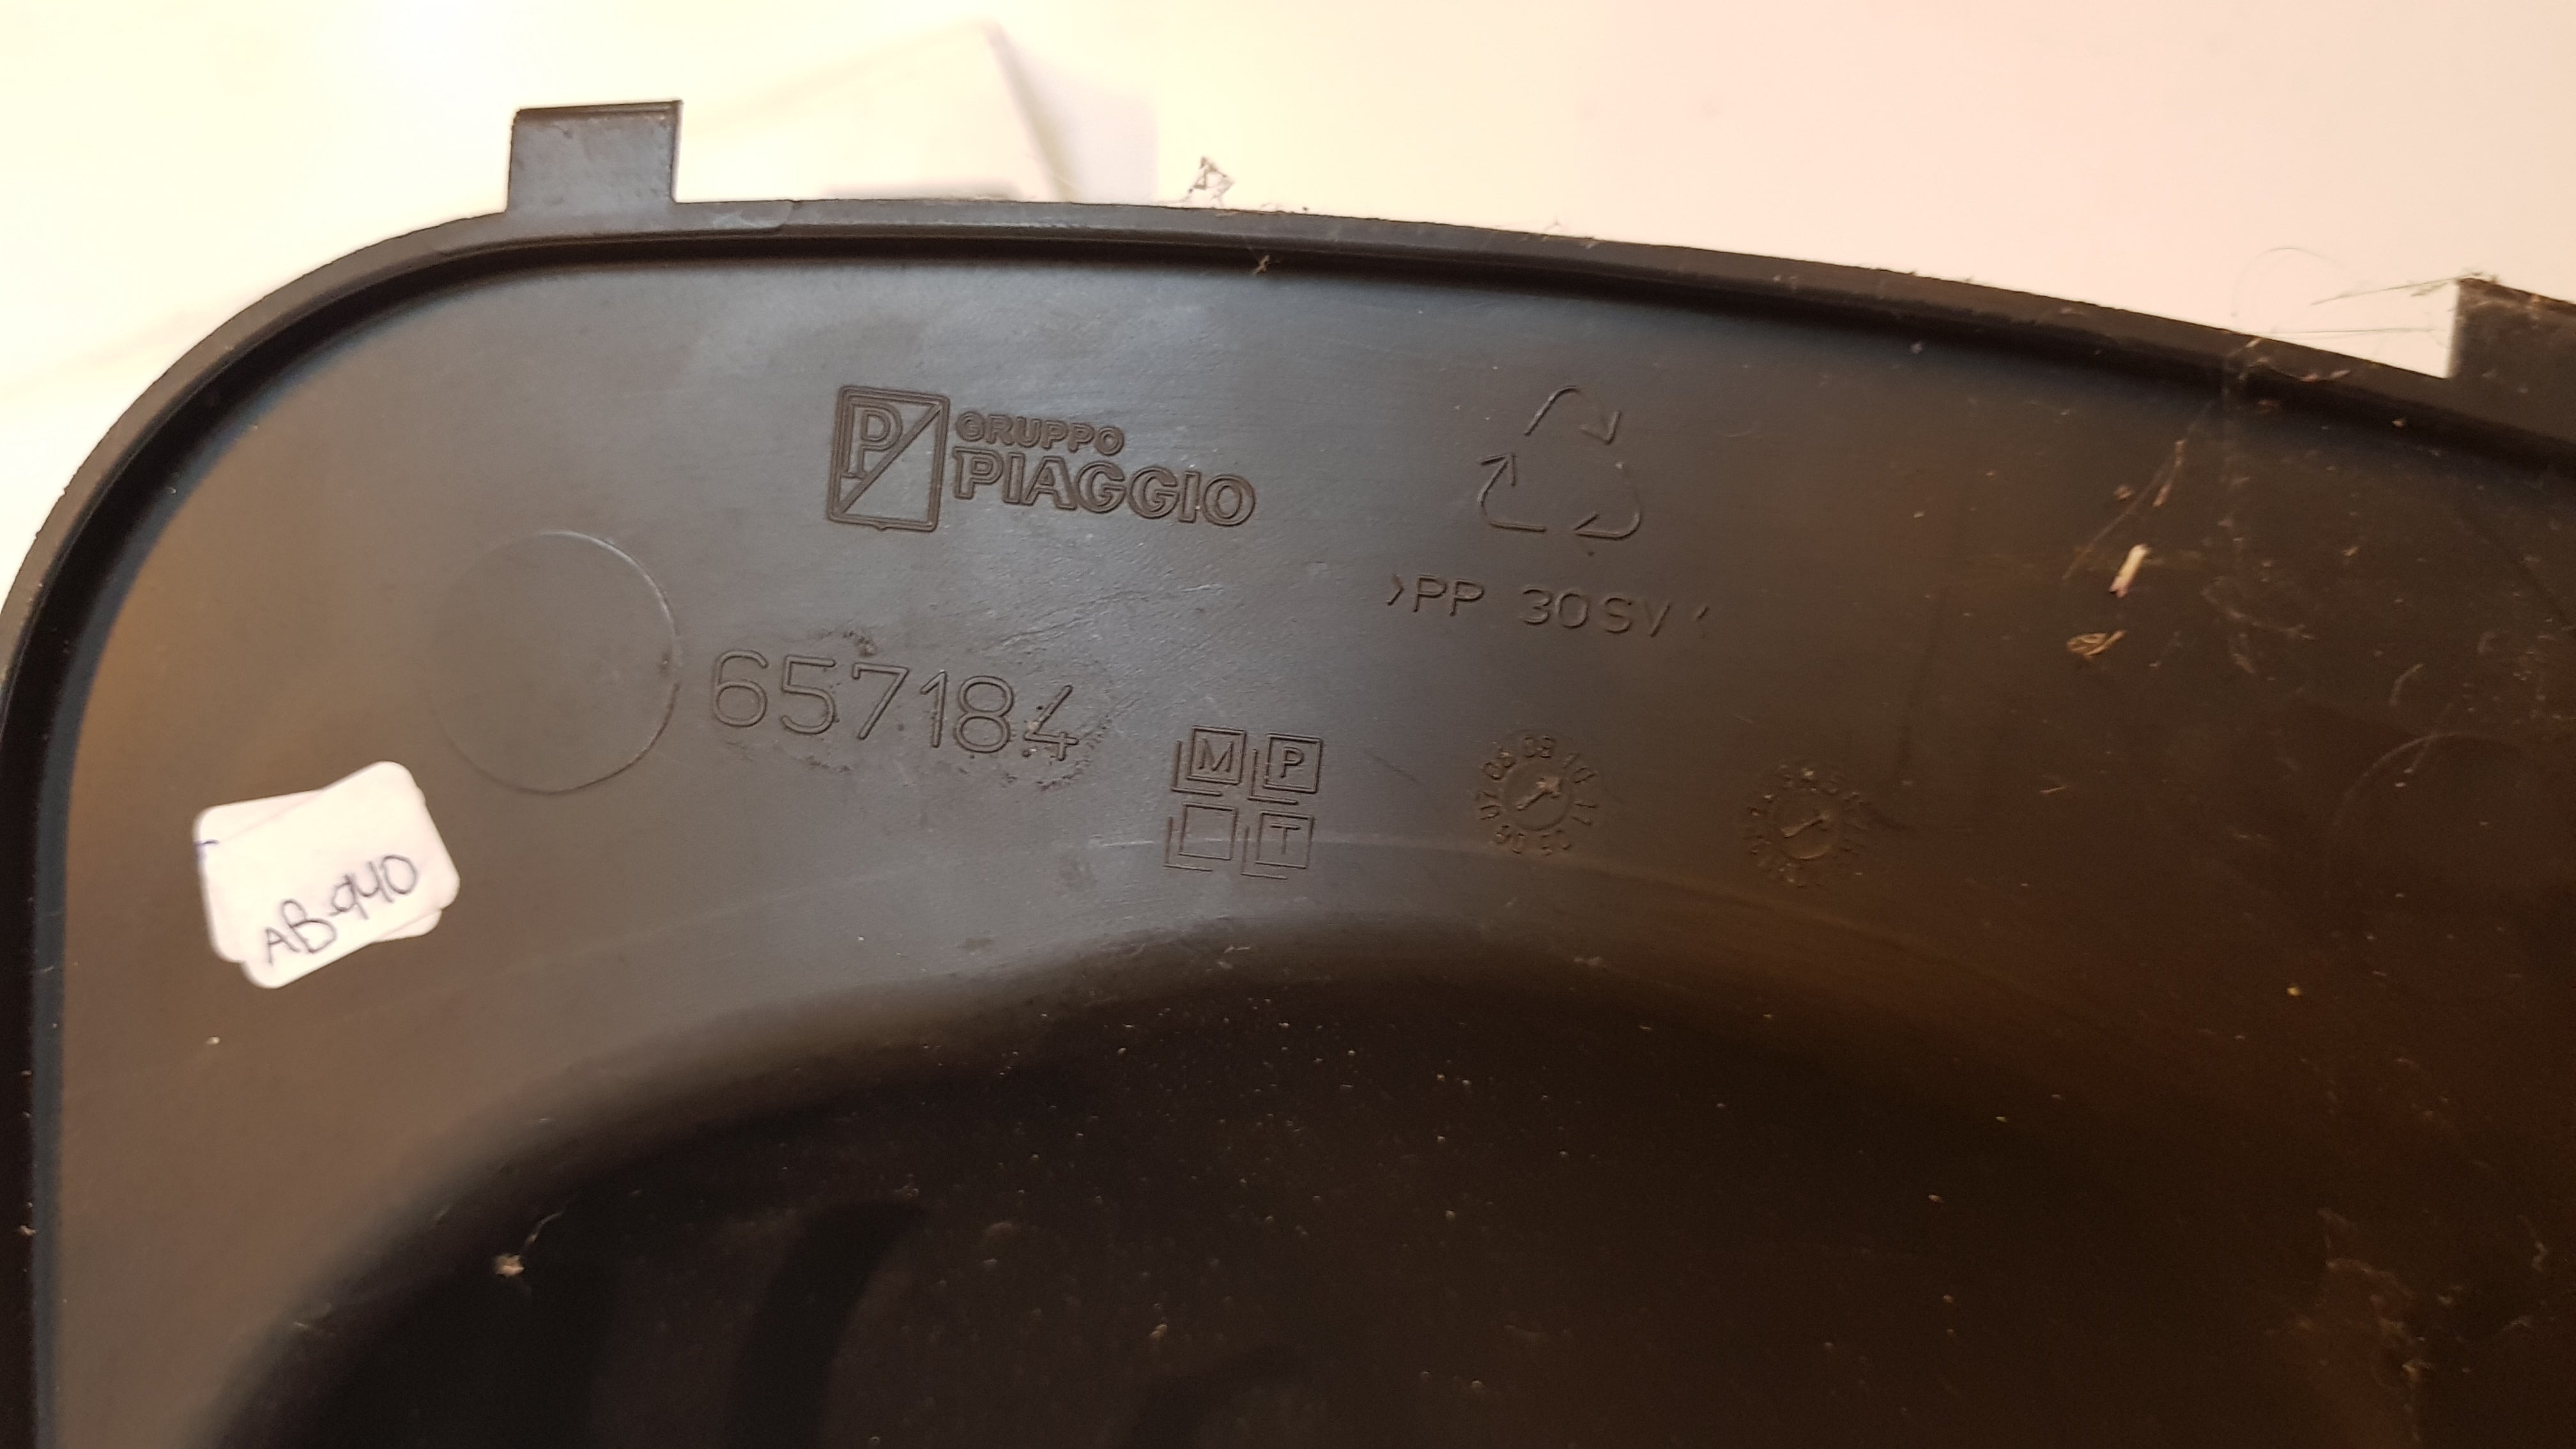 P
GRUPPO
PIAGGIO
>PP 30SV<
657184
M P
T
AB-940